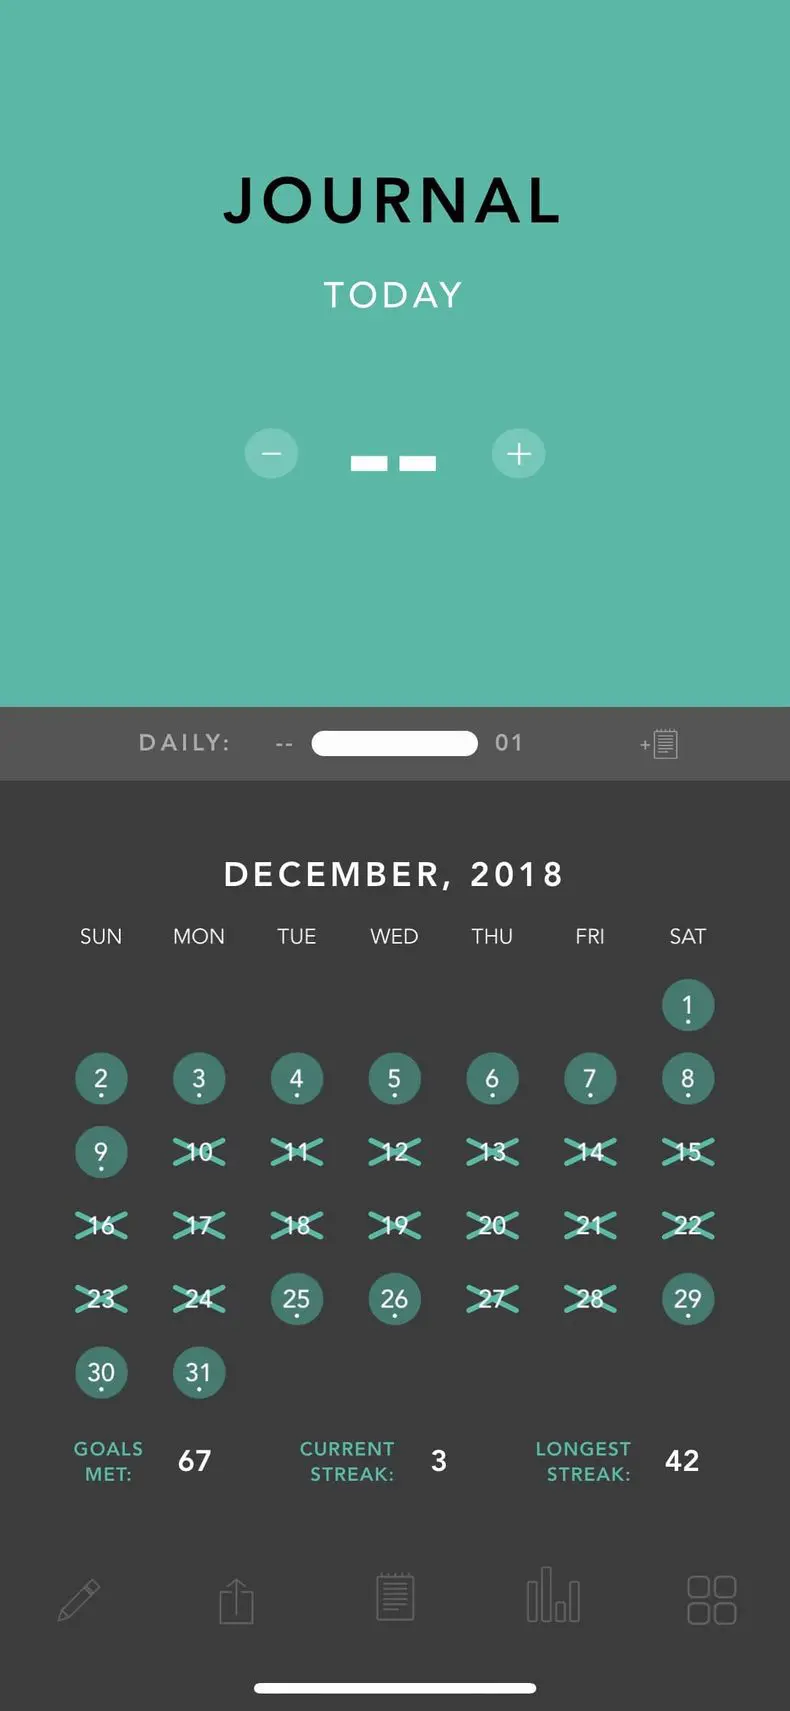 JOURNAL
TODAY
− -- +
DAILY: -- 01 +
DECEMBER, 2018
SUN MON TUE WED THU FRI SAT
1
2 3 4 5 6 7 8
9 10 11 12 13 14 15
16 17 18 19 20 21 22
23 24 25 26 27 28 29
30 31
GOALS MET: 67 CURRENT STREAK: 3 LONGEST STREAK: 42